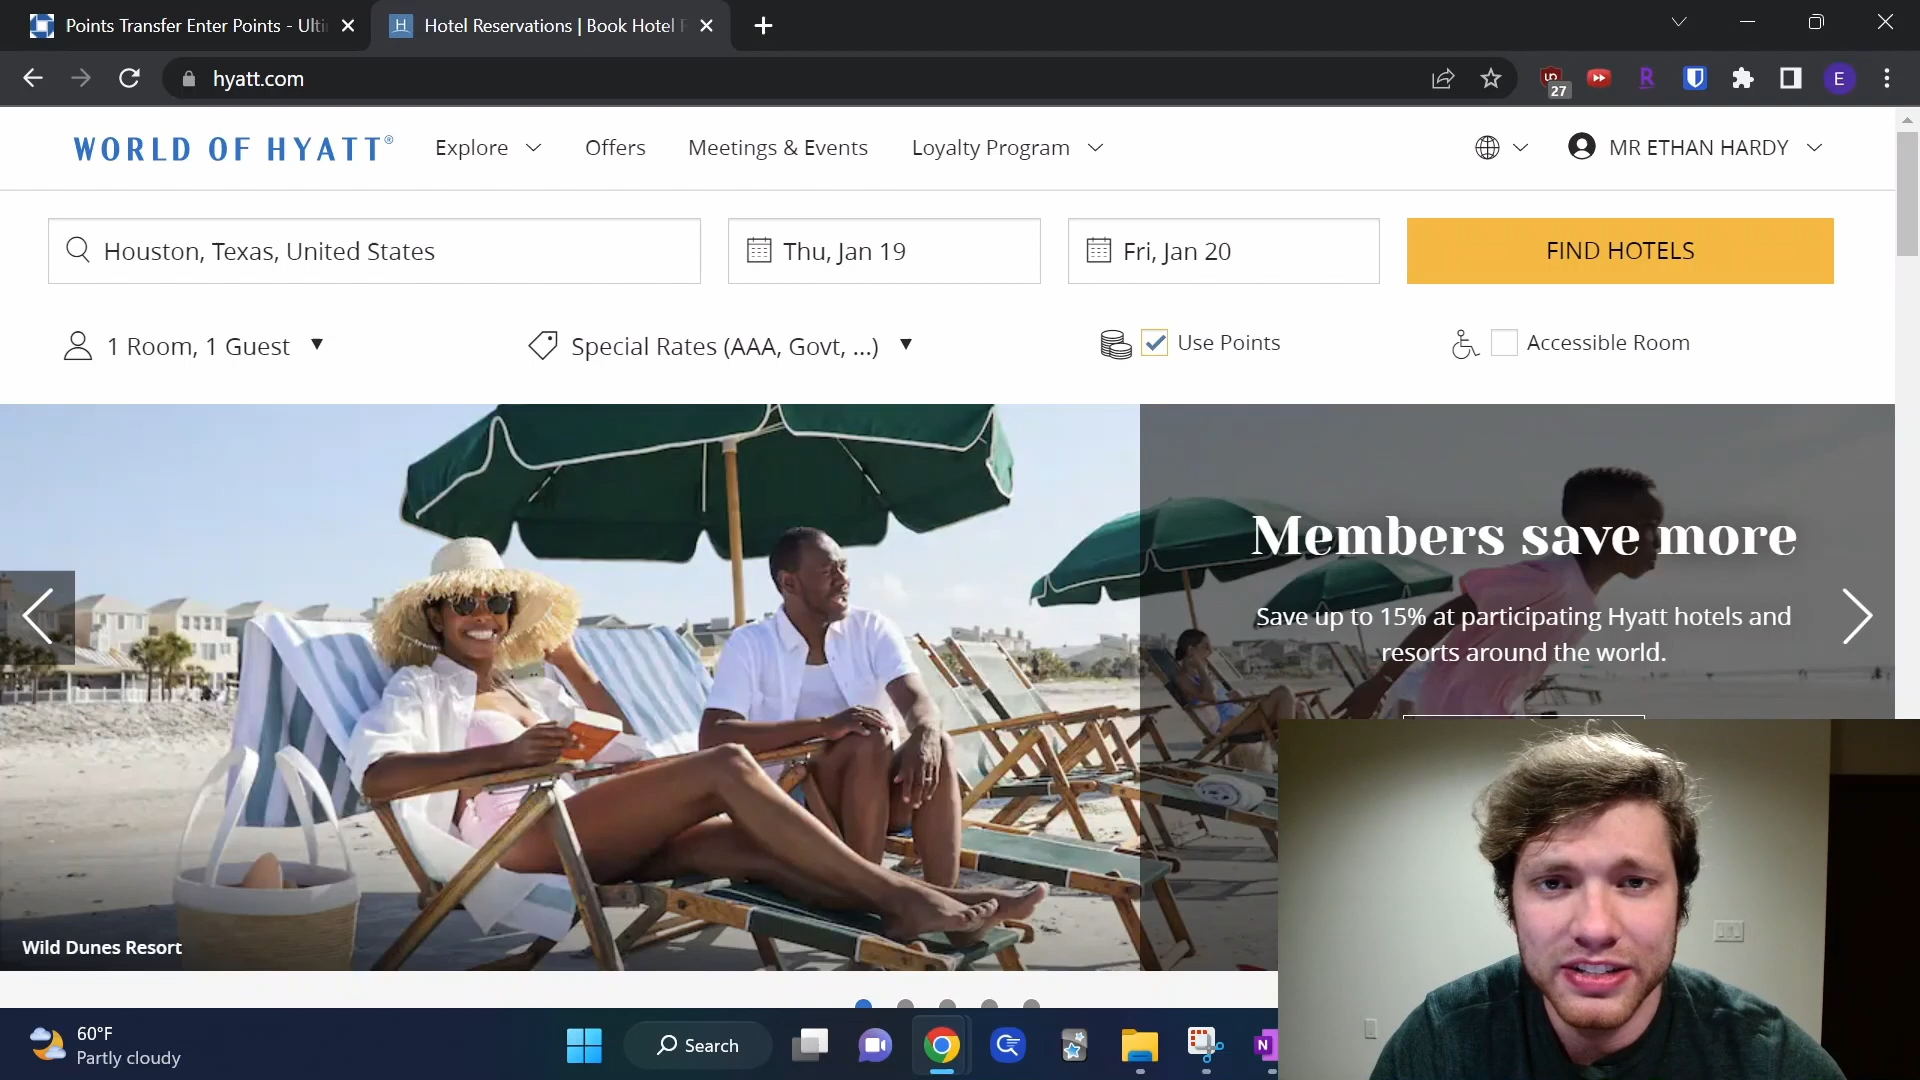 Points Transfer Enter Points - Ulti
Hotel Reservations | Book Hotel R
hyatt.com
27
E
WORLD OF HYATT®
Explore
Offers
Meetings & Events
Loyalty Program
MR ETHAN HARDY
Houston, Texas, United States
Thu, Jan 19
Fri, Jan 20
FIND HOTELS
1 Room, 1 Guest
Special Rates (AAA, Govt, ...)
Use Points
Accessible Room
Members save more
Save up to 15% at participating Hyatt hotels and
resorts around the world.
Wild Dunes Resort
60°F
Partly cloudy
Search